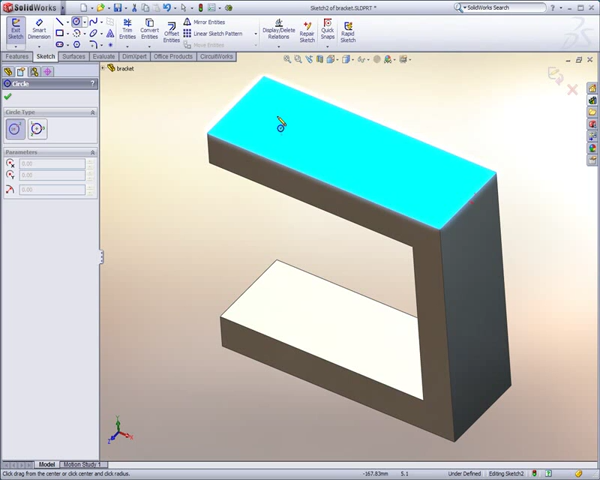 SolidWorks
Sketch2 of bracket.SLDPRT *
SolidWorks Search
Exit Sketch
Smart Dimension
Trim Entities
Convert Entities
Offset Entities
Mirror Entities
Linear Sketch Pattern
Move Entities
Display/Delete Relations
Repair Sketch
Quick Snaps
Rapid Sketch
Features
Sketch
Surfaces
Evaluate
DimXpert
Office Products
CircuitWorks
bracket
Circle
Circle Type
Parameters
0.00
0.00
0.00
Model
Motion Study 1
Click drag from the center or click center and click radius.
-167.83mm
5.1
Under Defined
Editing Sketch2